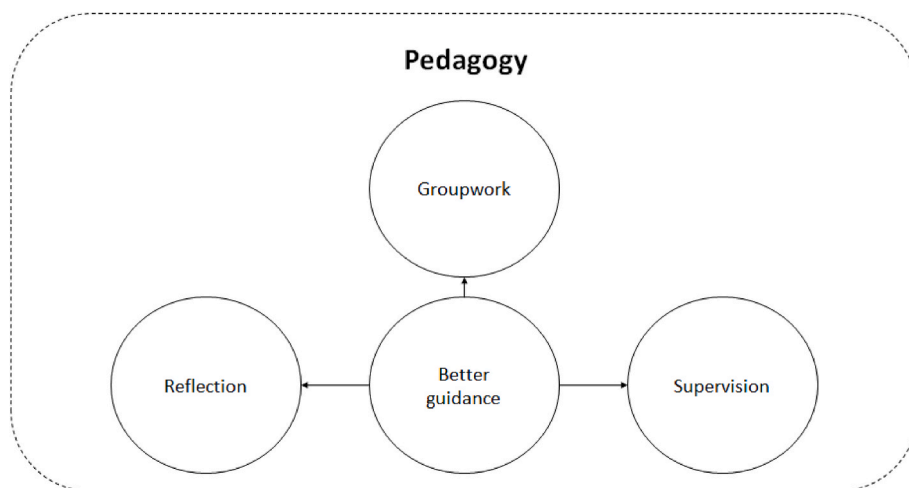 Pedagogy
Groupwork
Reflection
Better
guidance
Supervision